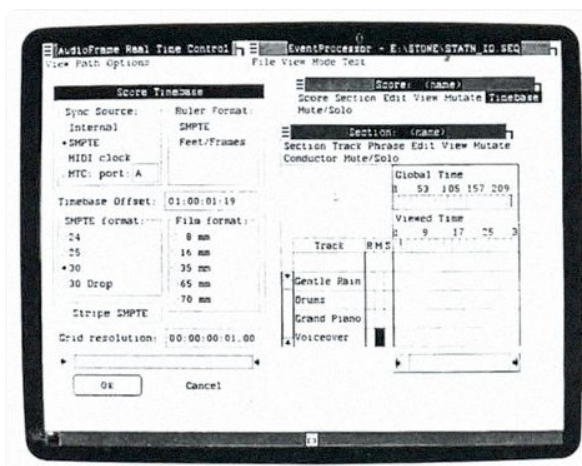 AudioFrame Real Time Control
View Path Options
Score Timebase
Sync Source:
Internal
SMPTE
MIDI clock
MTC: port: A
Ruler Format:
SMPTE
Feet/Frames
Timebase Offset: 01:00:01:19
SMPTE format:
24
25
30
30 Drop
Film format:
8 mm
16 mm
35 mm
65 mm
70 mm
Stripe SMPTE
Grid resolution: 00:00:00:01.00
OK Cancel
EventProcessor - E:\STONE\STATN_ID.SEQ
File View Mode Test
Score: (name)
Score Section Edit View Mutate Timebase
Mute/Solo
Section: (name)
Section Track Phrase Edit View Mutate
Conductor Mute/Solo
Global Time
1 53 105 157 209
Viewed Time
9 17 25 3
Track R M S
Gentle Rain
Drums
Grand Piano
Voiceover